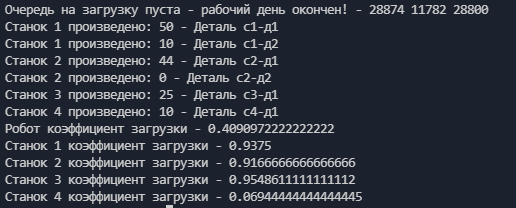 Очередь на загрузку пуста - рабочий день окончен! - 28874 11782 28800
Станок 1 произведено: 50 - Деталь с1-д1
Станок 1 произведено: 10 - Деталь с1-д2
Станок 2 произведено: 44 - Деталь с2-д1
Станок 2 произведено: 0 - Деталь с2-д2
Станок 3 произведено: 25 - Деталь с3-д1
Станок 4 произведено: 10 - Деталь с4-д1
Робот коэффициент загрузки - 0.4090972222222222
Станок 1 коэффициент загрузки - 0.9375
Станок 2 коэффициент загрузки - 0.9166666666666666
Станок 3 коэффициент загрузки - 0.9548611111111112
Станок 4 коэффициент загрузки - 0.06944444444444445